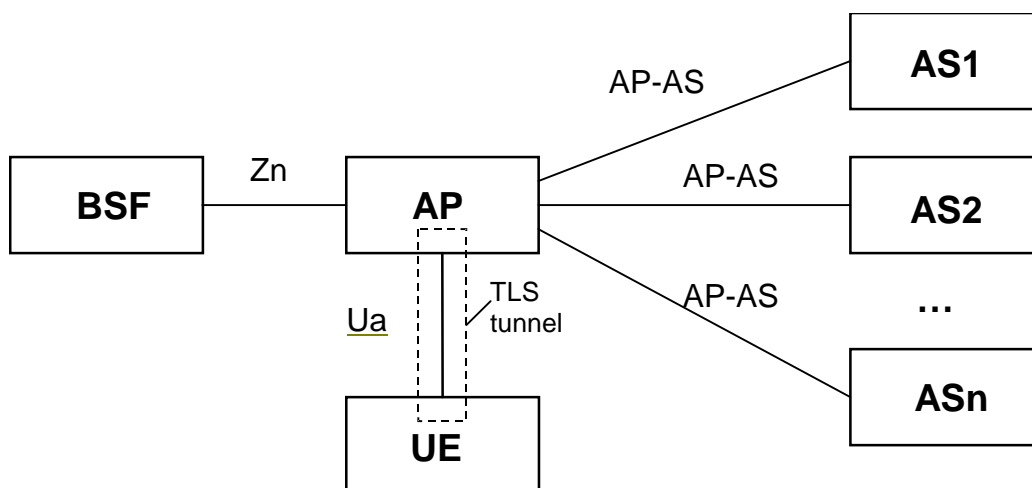 AS1
AP-AS
Zn
AP-AS
BSF
AP
AS2
AP-AS
TLS
tunnel
Ua
...
ASn
UE